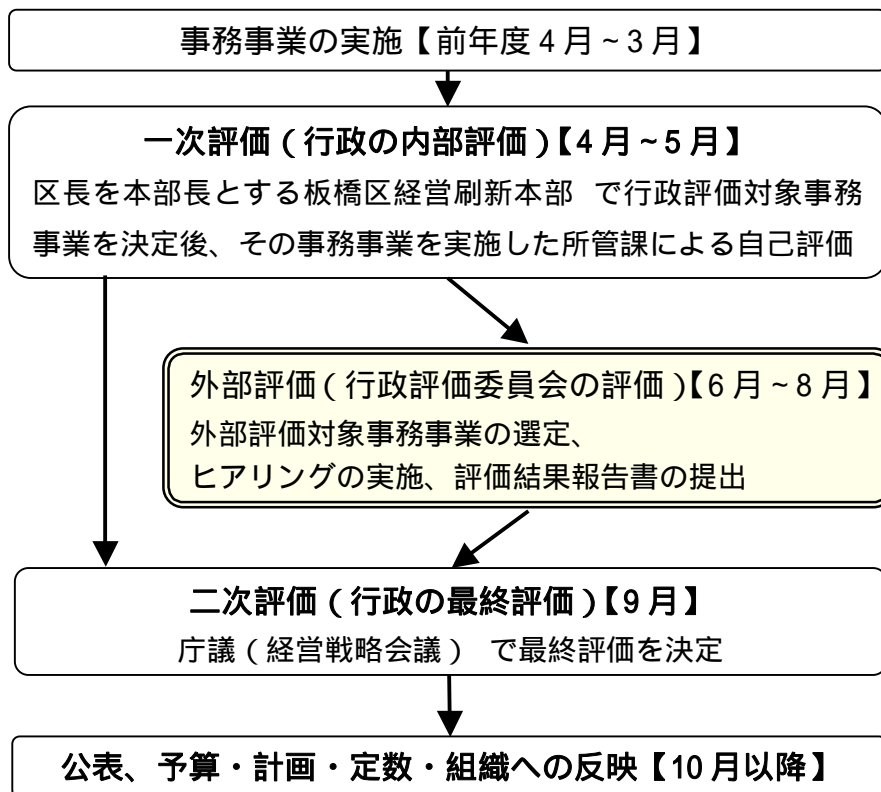 事務事業の実施【前年度4月~3月】
一次評価(行政の内部評価)【4月~5月】
区長を本部長とする板橋区経営刷新本部 で行政評価対象事務
事業を決定後、その事務事業を実施した所管課による自己評価
外部評価(行政評価委員会の評価)【6月~8月】
外部評価対象事務事業の選定、
ヒアリングの実施、評価結果報告書の提出
二次評価(行政の最終評価)【9月】
庁議(経営戦略会議) で最終評価を決定
公表、予算・計画・定数・組織への反映【10月以降】